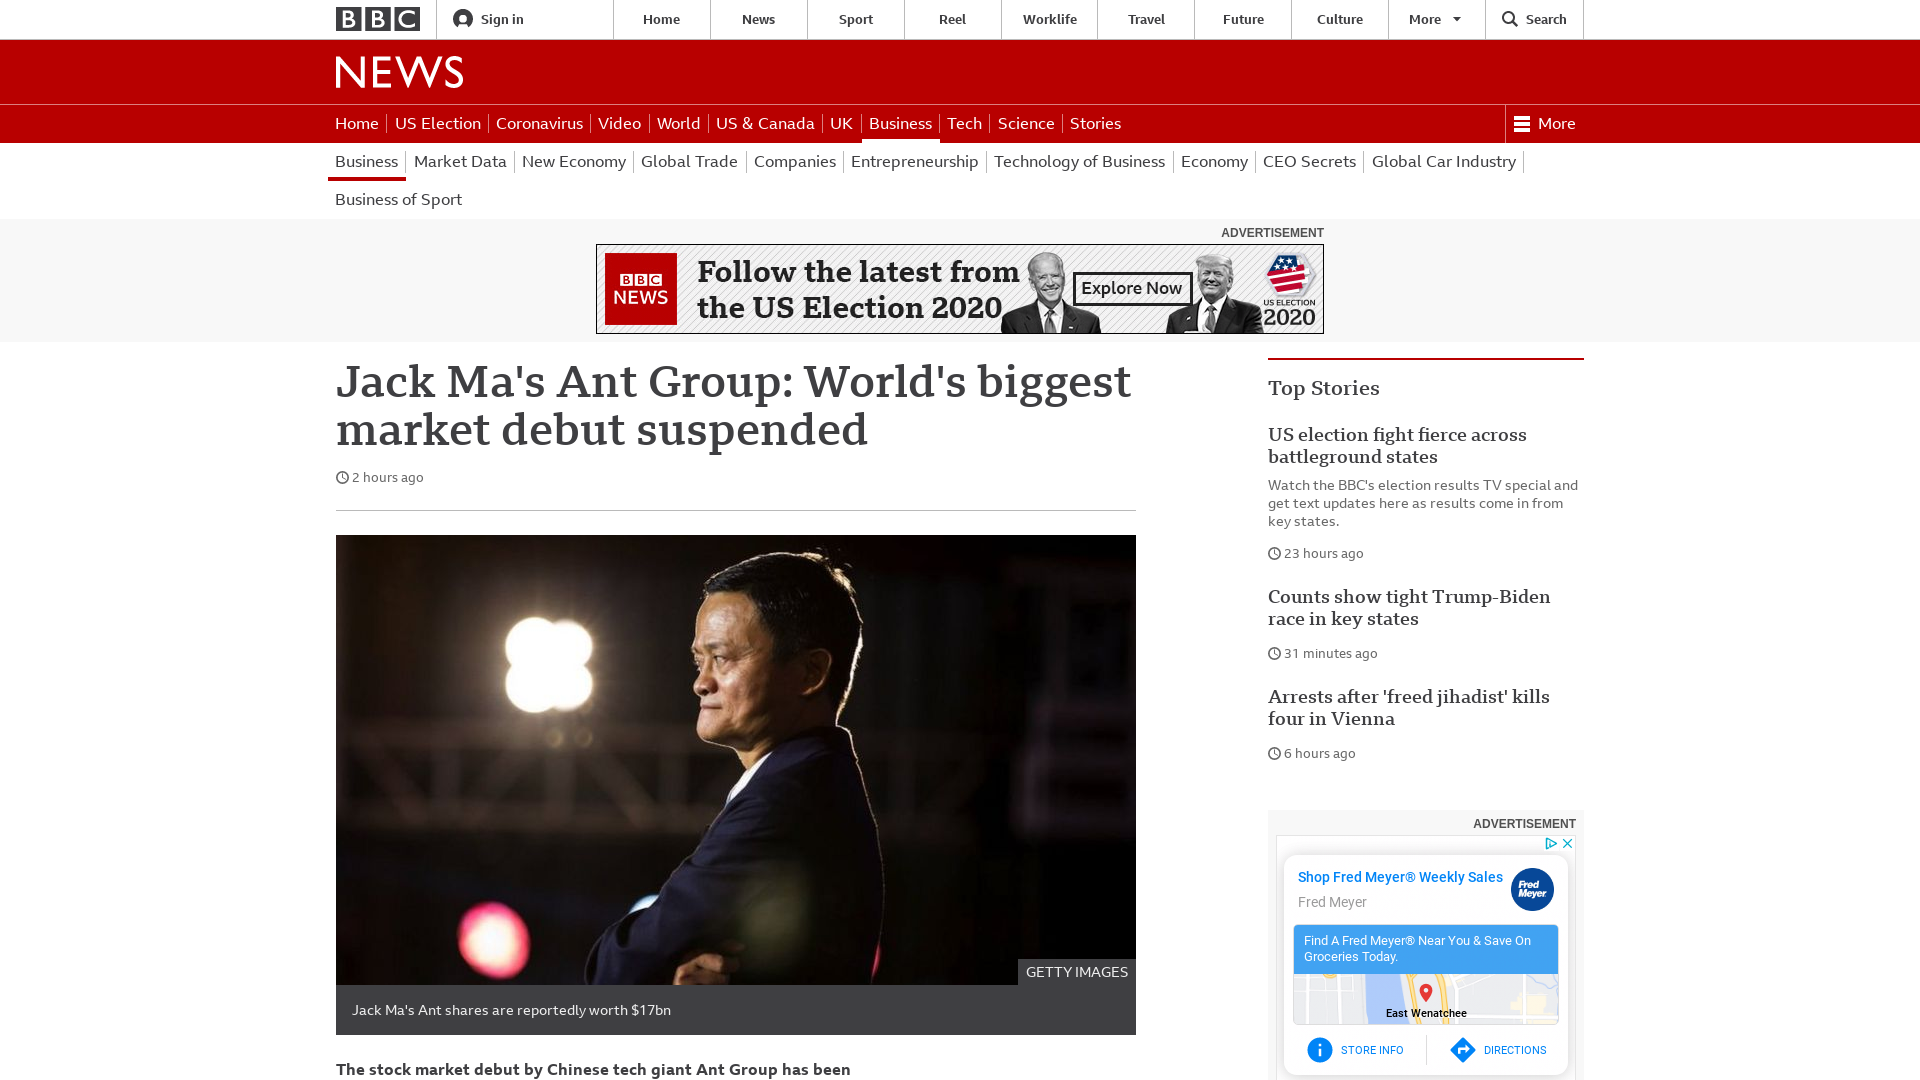 BBC
Sign in
Home
News
Sport
Reel
Worklife
Travel
Future
Culture
More
Search
NEWS
Home
US Election
Coronavirus
Video
World
US & Canada
UK
Business
Tech
Science
Stories
More
Business
Market Data
New Economy
Global Trade
Companies
Entrepreneurship
Technology of Business
Economy
CEO Secrets
Global Car Industry
Business of Sport
ADVERTISEMENT
BBC
NEWS
Follow the latest from
the US Election 2020
Explore Now
US ELECTION
2020
Jack Ma's Ant Group: World's biggest
market debut suspended
2 hours ago
GETTY IMAGES
Jack Ma's Ant shares are reportedly worth $17bn
The stock market debut by Chinese tech giant Ant Group has been
Top Stories
US election fight fierce across
battleground states
Watch the BBC's election results TV special and
get text updates here as results come in from
key states.
23 hours ago
Counts show tight Trump-Biden
race in key states
31 minutes ago
Arrests after 'freed jihadist' kills
four in Vienna
6 hours ago
ADVERTISEMENT
Shop Fred Meyer® Weekly Sales
Fred Meyer
Fred
Meyer
Find A Fred Meyer® Near You & Save On
Groceries Today.
East Wenatchee
STORE INFO
DIRECTIONS